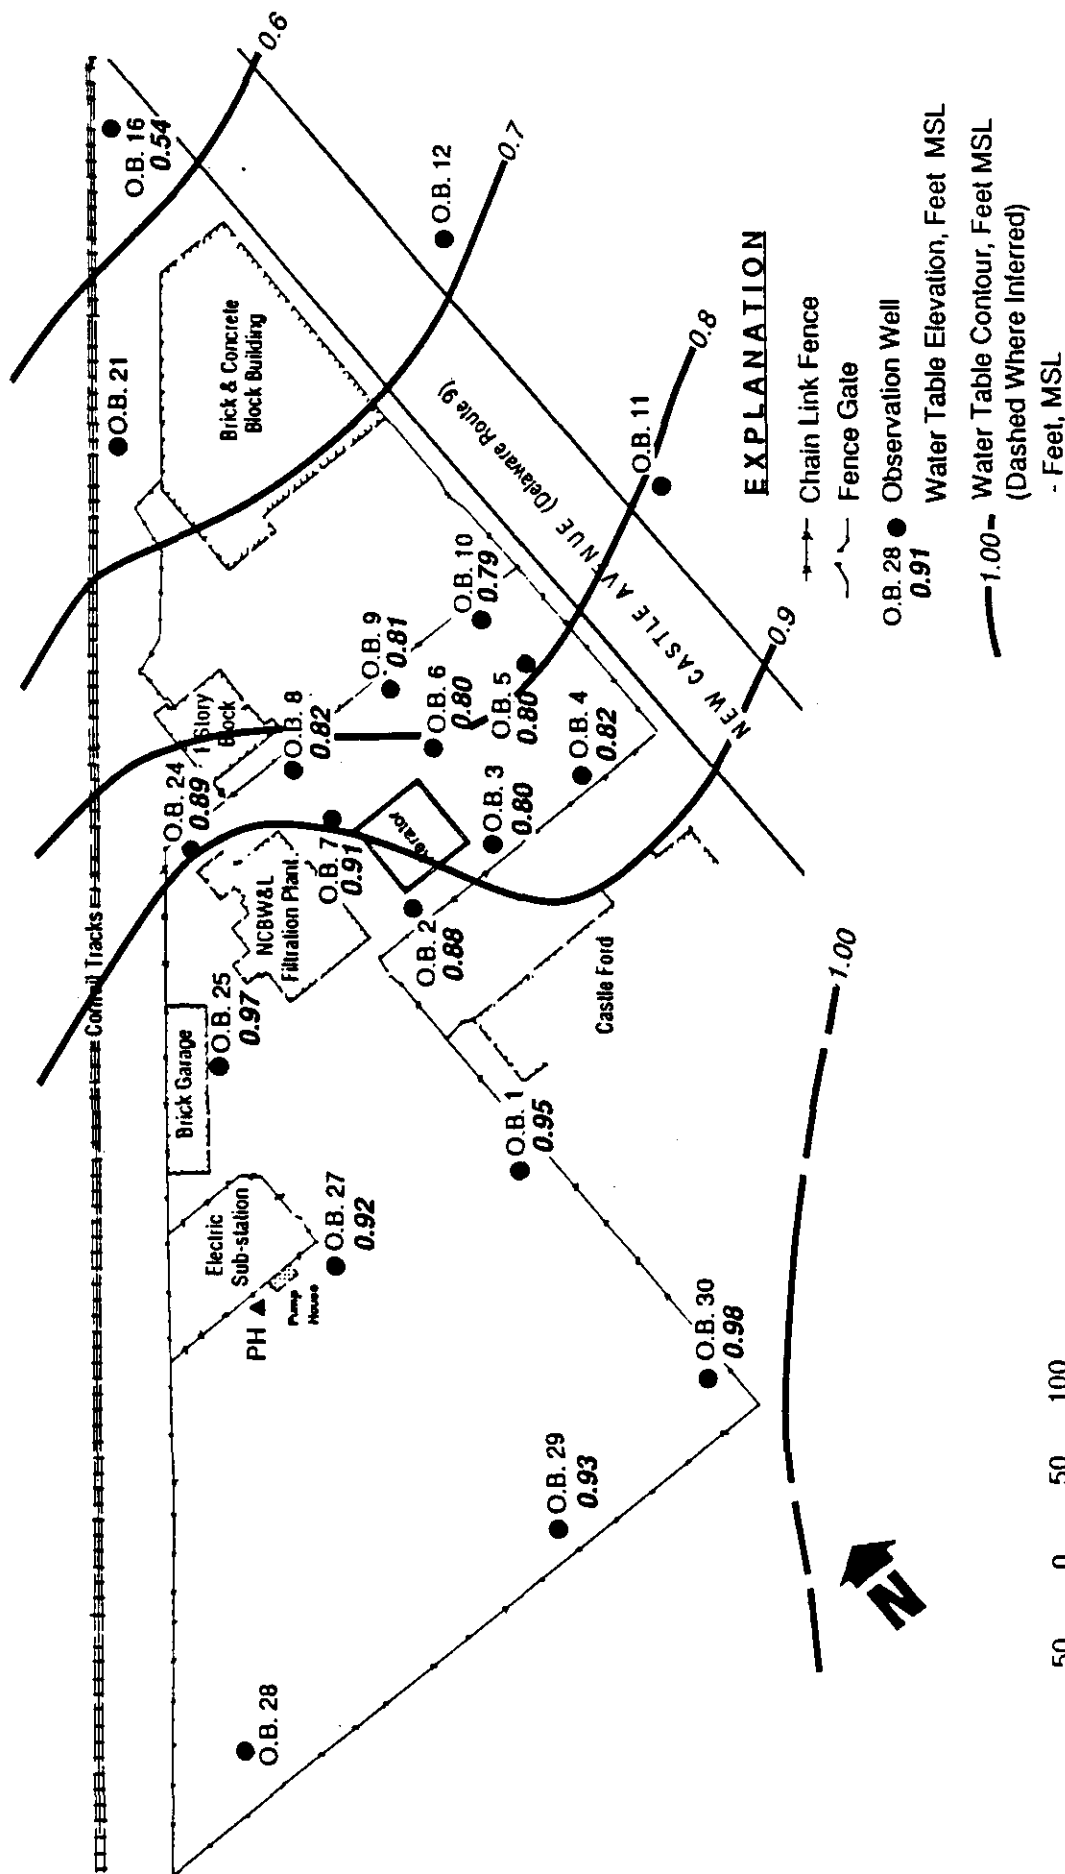 Conrail Tracks
O.B. 28
O.B. 29
0.93
O.B. 30
0.98
PH
Pump
House
Electric
Sub-station
O.B. 27
0.92
Brick Garage
O.B. 25
0.97
O.B. 1
0.95
Castle Ford
NCBW&L
Filtration Plant
O.B. 24
0.89
O.B. 7
0.91
O.B. 2
0.88
O.B. 3
0.80
O.B. 4
0.82
1 Story
Block
O.B. 8
0.82
O.B. 9
0.81
O.B. 6
0.80
O.B. 5
0.80
O.B. 10
0.79
O.B. 11
O.B. 12
O.B. 21
O.B. 16
0.54
Brick & Concrete
Block Building
NEW CASTLE AVENUE (Delaware Route 9)
0.6
0.7
0.8
0.9
1.00
EXPLANATION
Chain Link Fence
Fence Gate
O.B. 28 Observation Well
0.91 Water Table Elevation, Feet MSL
1.00 Water Table Contour, Feet MSL
(Dashed Where Inferred)
- Feet, MSL
N
50 0 50 100